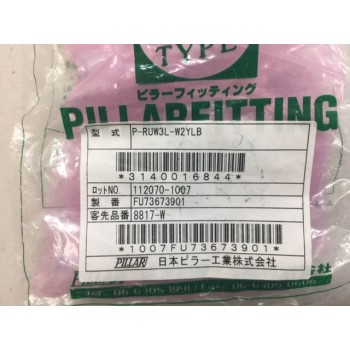 TYPE
ピラーフィッティング
PILLARFITTING
型 式 P-RUW3L-W2YLB
*3140016844*
ロットNO. 112070-1007
製 番 FU73673901
客先品番 8817-W
*1007FU73673901*
PILLAR 日本ピラー工業株式会社